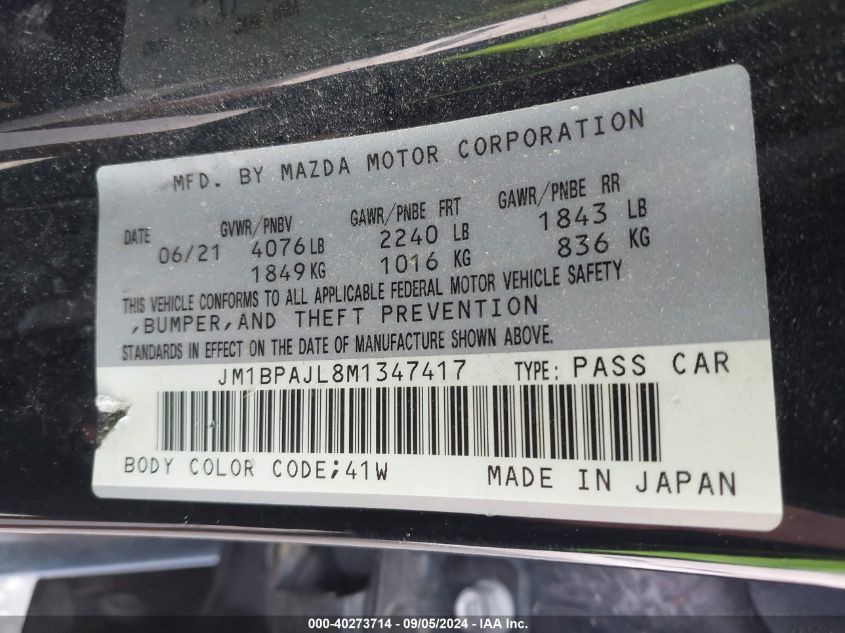 MFD. BY MAZDA MOTOR CORPORATION
DATE GVWR/PNBV GAWR/PNBE FRT GAWR/PNBE RR
06/21 4076 LB 2240 LB 1843 LB
1849 KG 1016 KG 836 KG
THIS VEHICLE CONFORMS TO ALL APPLICABLE FEDERAL MOTOR VEHICLE SAFETY
,BUMPER,AND THEFT PREVENTION
STANDARDS IN EFFECT ON THE DATE OF MANUFACTURE SHOWN ABOVE.
JM1BPAJL8M1347417 TYPE: PASS CAR
BODY COLOR CODE;41W MADE IN JAPAN
000-40273714 - 09/05/2024 - IAA Inc.